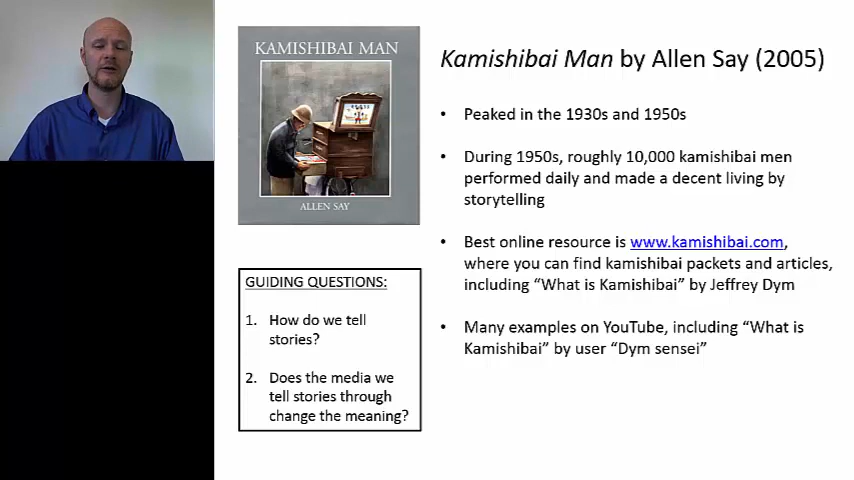 KAMISHIBAI MAN
ALLEN SAY
Kamishibai Man by Allen Say (2005)
• Peaked in the 1930s and 1950s
• During 1950s, roughly 10,000 kamishibai men
performed daily and made a decent living by
storytelling
• Best online resource is www.kamishibai.com,
where you can find kamishibai packets and articles,
including “What is Kamishibai” by Jeffrey Dym
• Many examples on YouTube, including “What is
Kamishibai” by user “Dym sensei”
GUIDING QUESTIONS:
1. How do we tell
stories?
2. Does the media we
tell stories through
change the meaning?